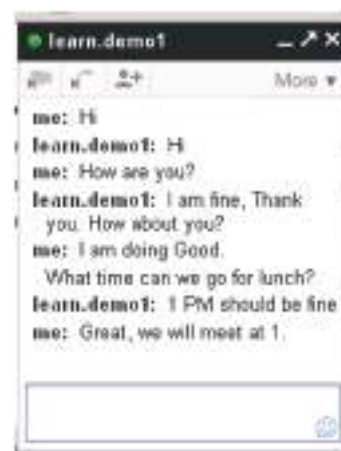 learn.demo1
More
me: Hi
learn.demo1: Hi
me: How are you?
learn.demo1: I am fine, Thank
you. How about you?
me: I am doing Good.
What time can we go for lunch?
learn.demo1: 1 PM should be fine
me: Great, we will meet at 1.